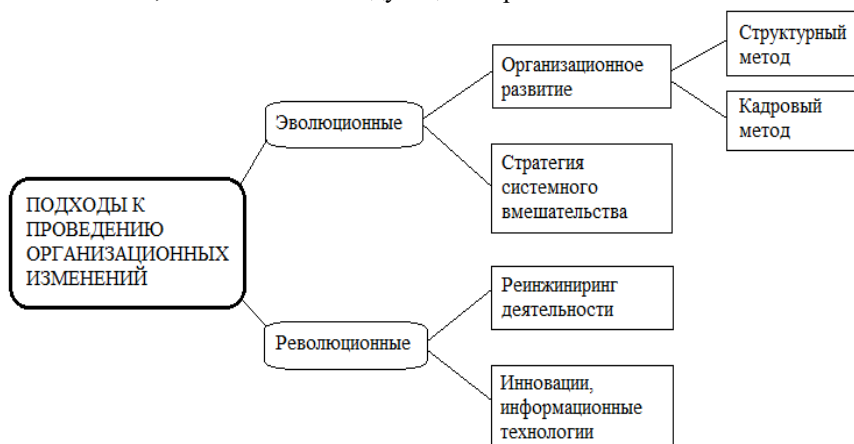 ПОДХОДЫ К
ПРОВЕДЕНИЮ
ОРГАНИЗАЦИОННЫХ
ИЗМЕНЕНИЙ
Эволюционные
Организационное
развитие
Структурный
метод
Кадровый
метод
Стратегия
системного
вмешательства
Революционные
Реинжиниринг
деятельности
Инновации,
информационные
технологии